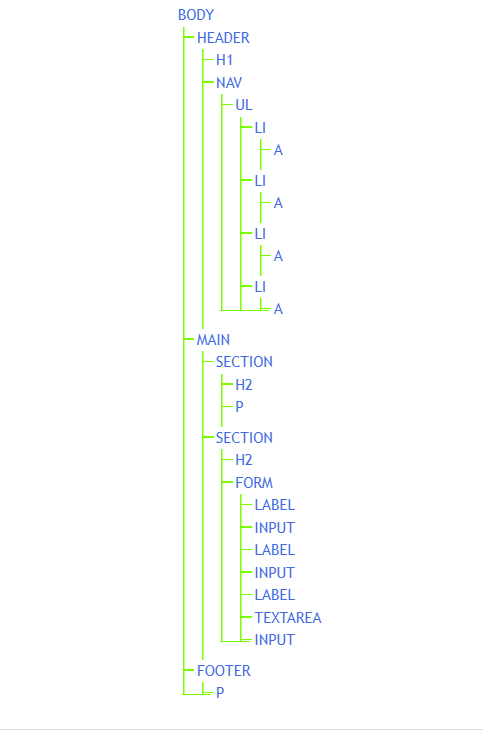 BODY
HEADER
H1
NAV
UL
LI
A
LI
A
LI
A
LI
A
MAIN
SECTION
H2
P
SECTION
H2
FORM
LABEL
INPUT
LABEL
INPUT
LABEL
TEXTAREA
INPUT
FOOTER
P